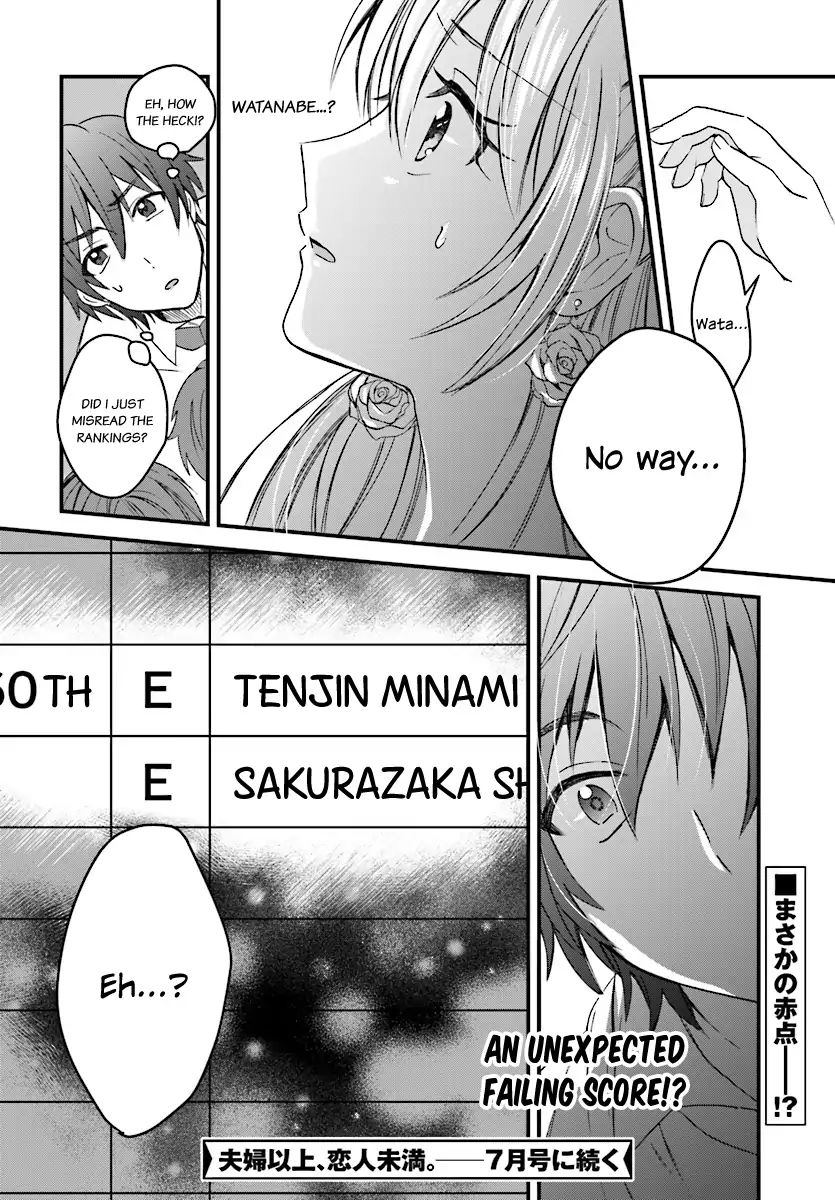 Wata...
No way...
WATANABE...?
EH, HOW
THE HECK!?
DID I JUST
MISREAD THE
RANKINGS?
TENJIN MINAMI
E
SAKURAZAKA
E
Eh...?
AN UNEXPECTED
FAILING SCORE!?
■まさかの赤点――!?
夫婦以上、恋人未満。――7月号に続く